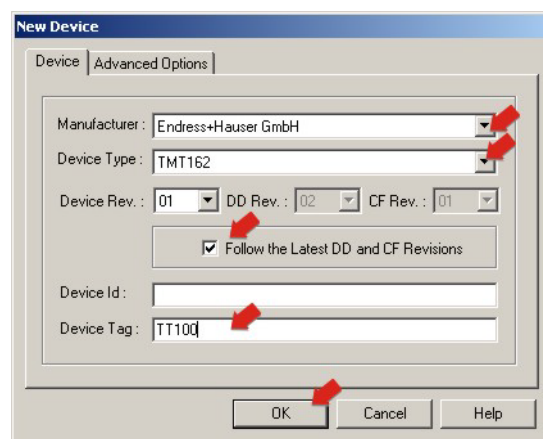 New Device
Device Advanced Options
Manufacturer : Endress+Hauser GmbH
Device Type : TMT162
Device Rev. : 01 DD Rev. : 02 CF Rev. : 01
Follow the Latest DD and CF Revisions
Device Id :
Device Tag : TT100
OK Cancel Help